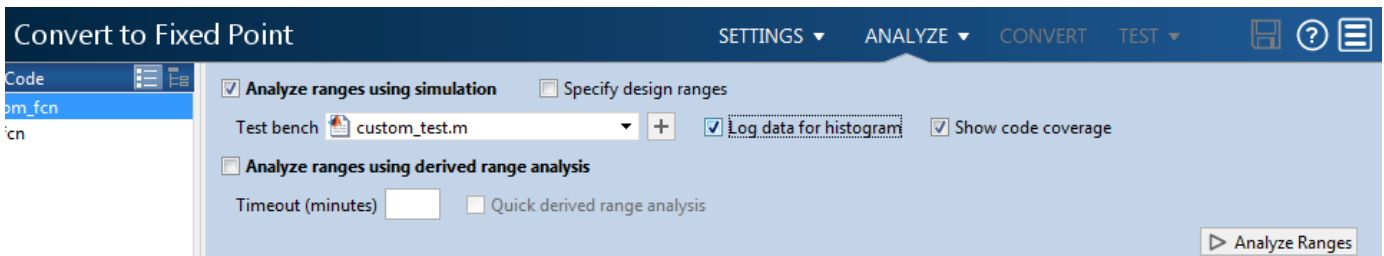 Convert to Fixed Point SETTINGS ANALYZE CONVERT TEST ?
Code
om_fcn
fcn
Analyze ranges using simulation Specify design ranges
Test bench custom_test.m + Log data for histogram Show code coverage
Analyze ranges using derived range analysis
Timeout (minutes) Quick derived range analysis
Analyze Ranges